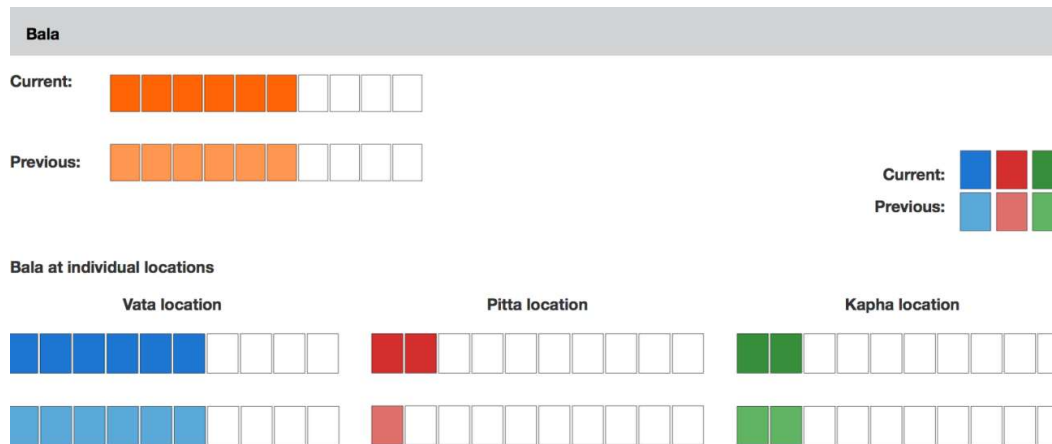 Bala
Current:
Previous:
Current:
Previous:
Bala at individual locations
Vata location Pitta location Kapha location